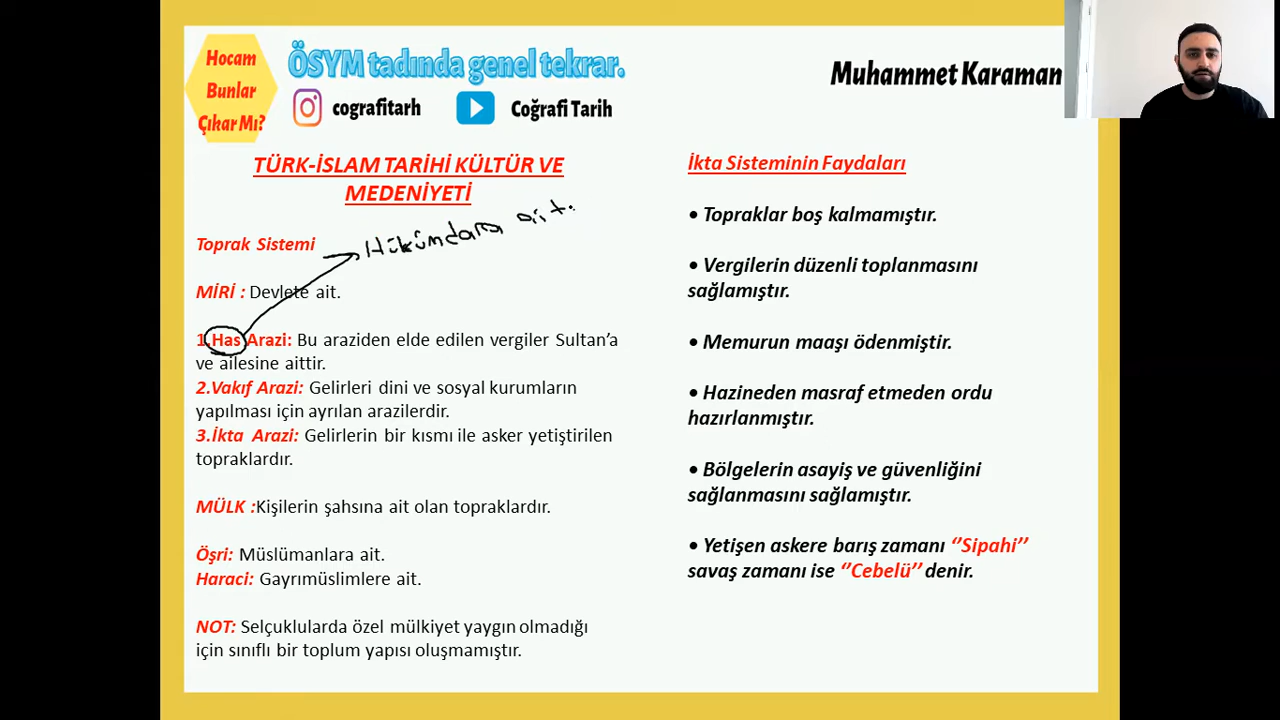 Hocam
Bunlar
Çıkar Mı?
ÖSYM tadında genel tekrar.
cografitarh
Coğrafi Tarih
Muhammet Karaman
TÜRK-İSLAM TARİHİ KÜLTÜR VE
MEDENİYETİ
Hükümdara ait.
Toprak Sistemi
MİRİ : Devlete ait.
1.Has Arazi: Bu araziden elde edilen vergiler Sultan’a
ve ailesine aittir.
2.Vakıf Arazi: Gelirleri dini ve sosyal kurumların
yapılması için ayrılan arazilerdir.
3.İkta Arazi: Gelirlerin bir kısmı ile asker yetiştirilen
topraklardır.
MÜLK :Kişilerin şahsına ait olan topraklardır.
Öşri: Müslümanlara ait.
Haraci: Gayrımüslimlere ait.
NOT: Selçuklularda özel mülkiyet yaygın olmadığı
için sınıflı bir toplum yapısı oluşmamıştır.
İkta Sisteminin Faydaları
• Topraklar boş kalmamıştır.
• Vergilerin düzenli toplanmasını
sağlamıştır.
• Memurun maaşı ödenmiştir.
• Hazineden masraf etmeden ordu
hazırlanmıştır.
• Bölgelerin asayiş ve güvenliğini
sağlanmasını sağlamıştır.
• Yetişen askere barış zamanı ‘’Sipahi’’
savaş zamanı ise ‘’Cebelü’’ denir.